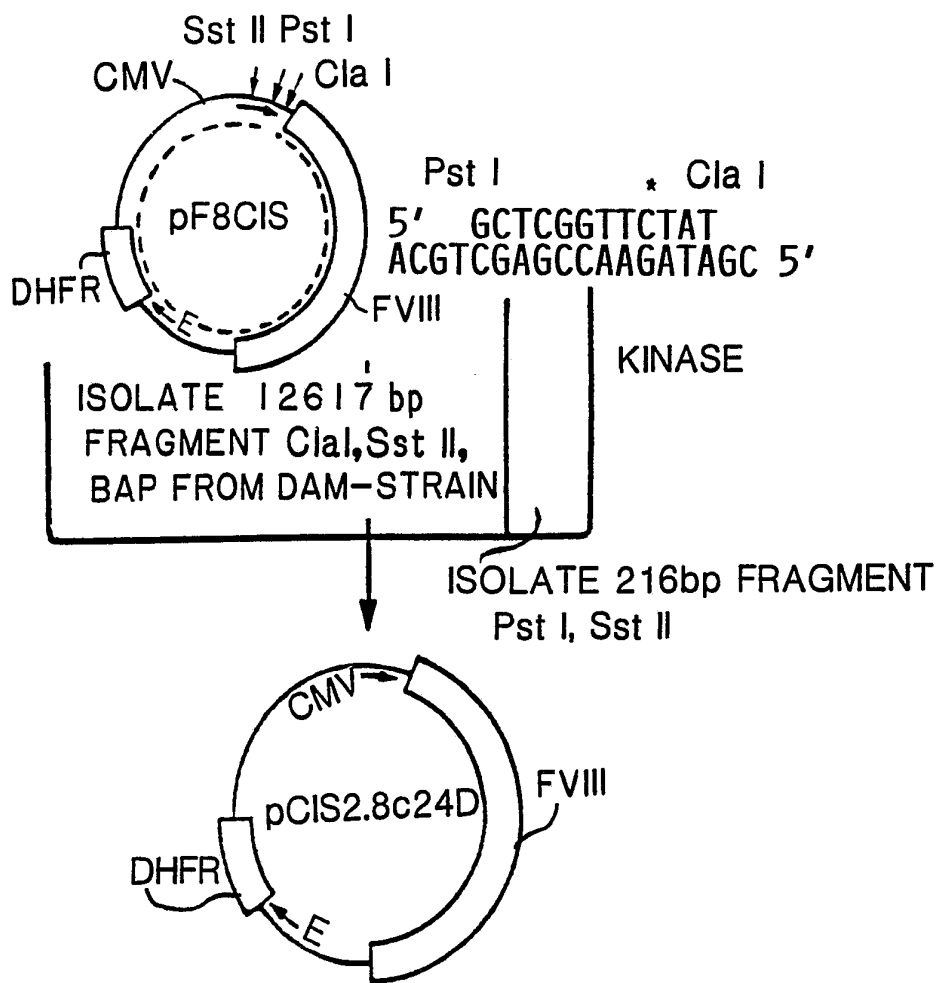 Sst II Pst I
CMV
Cla I
pF8CIS
DHFR
E
FVIII
Pst I * Cla I
5' GCTCGGTTCTAT
ACGTCGAGCCAAGATAGC 5'
KINASE
ISOLATE 12617 bp
FRAGMENT ClaI, Sst II,
BAP FROM DAM-STRAIN
ISOLATE 216bp FRAGMENT
Pst I, Sst II
CMV
pCIS2.8c24D
FVIII
DHFR
E